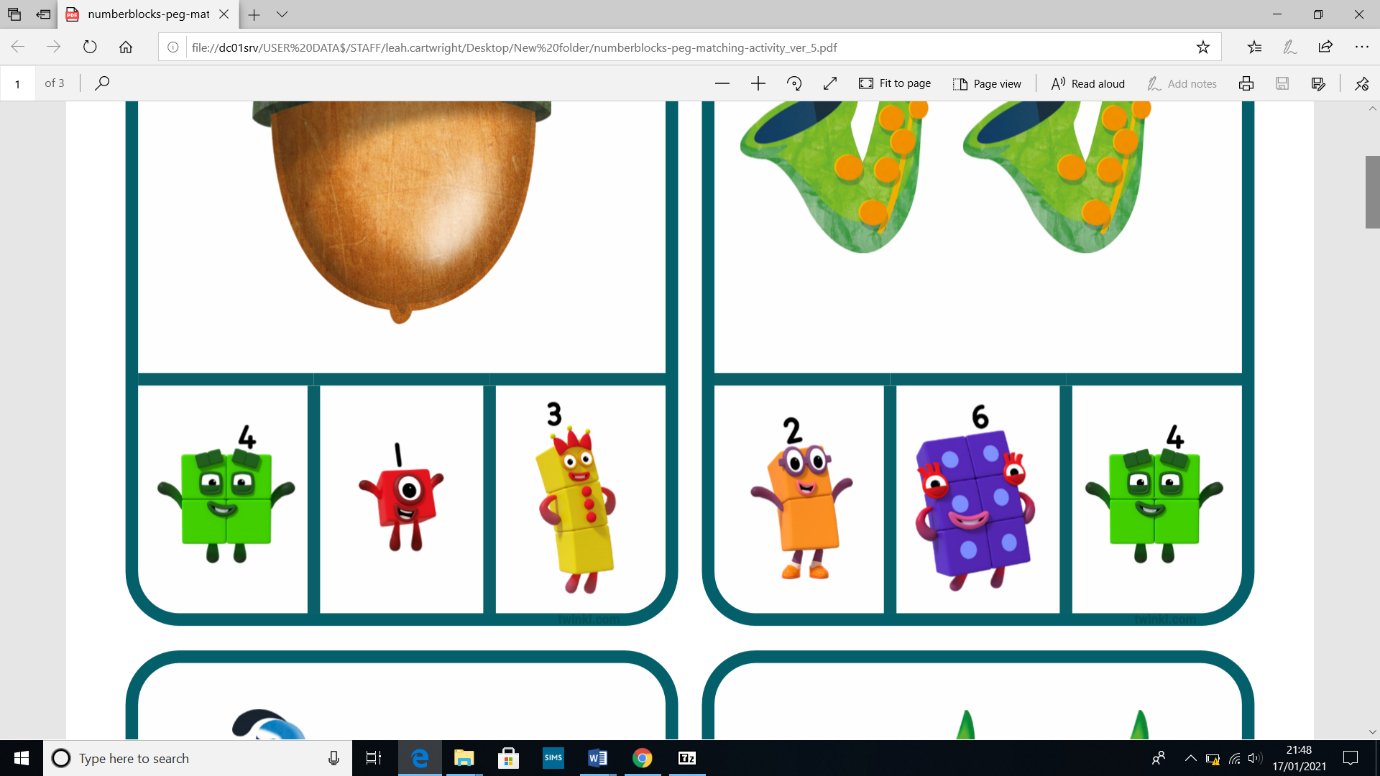 numberblocks-peg-mat
file://dc01srv/USER%20DATA$/STAFF/leah.cartwright/Desktop/New%20folder/numberblocks-peg-matching-activity_ver_5.pdf
1 of 3
Fit to page
Page view
Read aloud
Add notes
4 1 3 2 6 4
twinkl.com twinkl.com
Type here to search
SIMS
Tz
21:48
17/01/2021